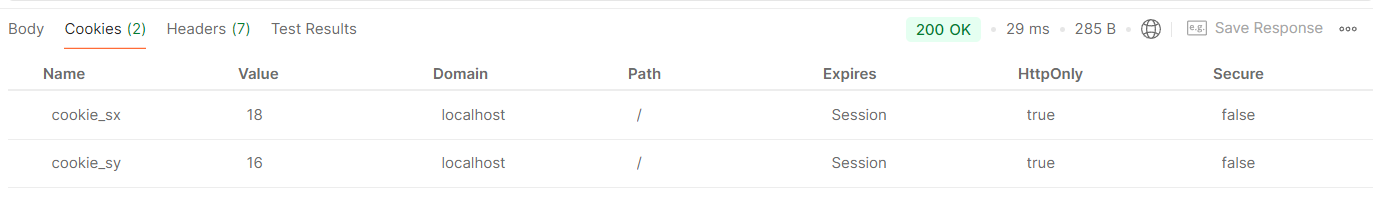 Body Cookies (2) Headers (7) Test Results 200 OK 29 ms 285 B e.g. Save Response
Name Value Domain Path Expires HttpOnly Secure
cookie_sx 18 localhost / Session true false
cookie_sy 16 localhost / Session true false